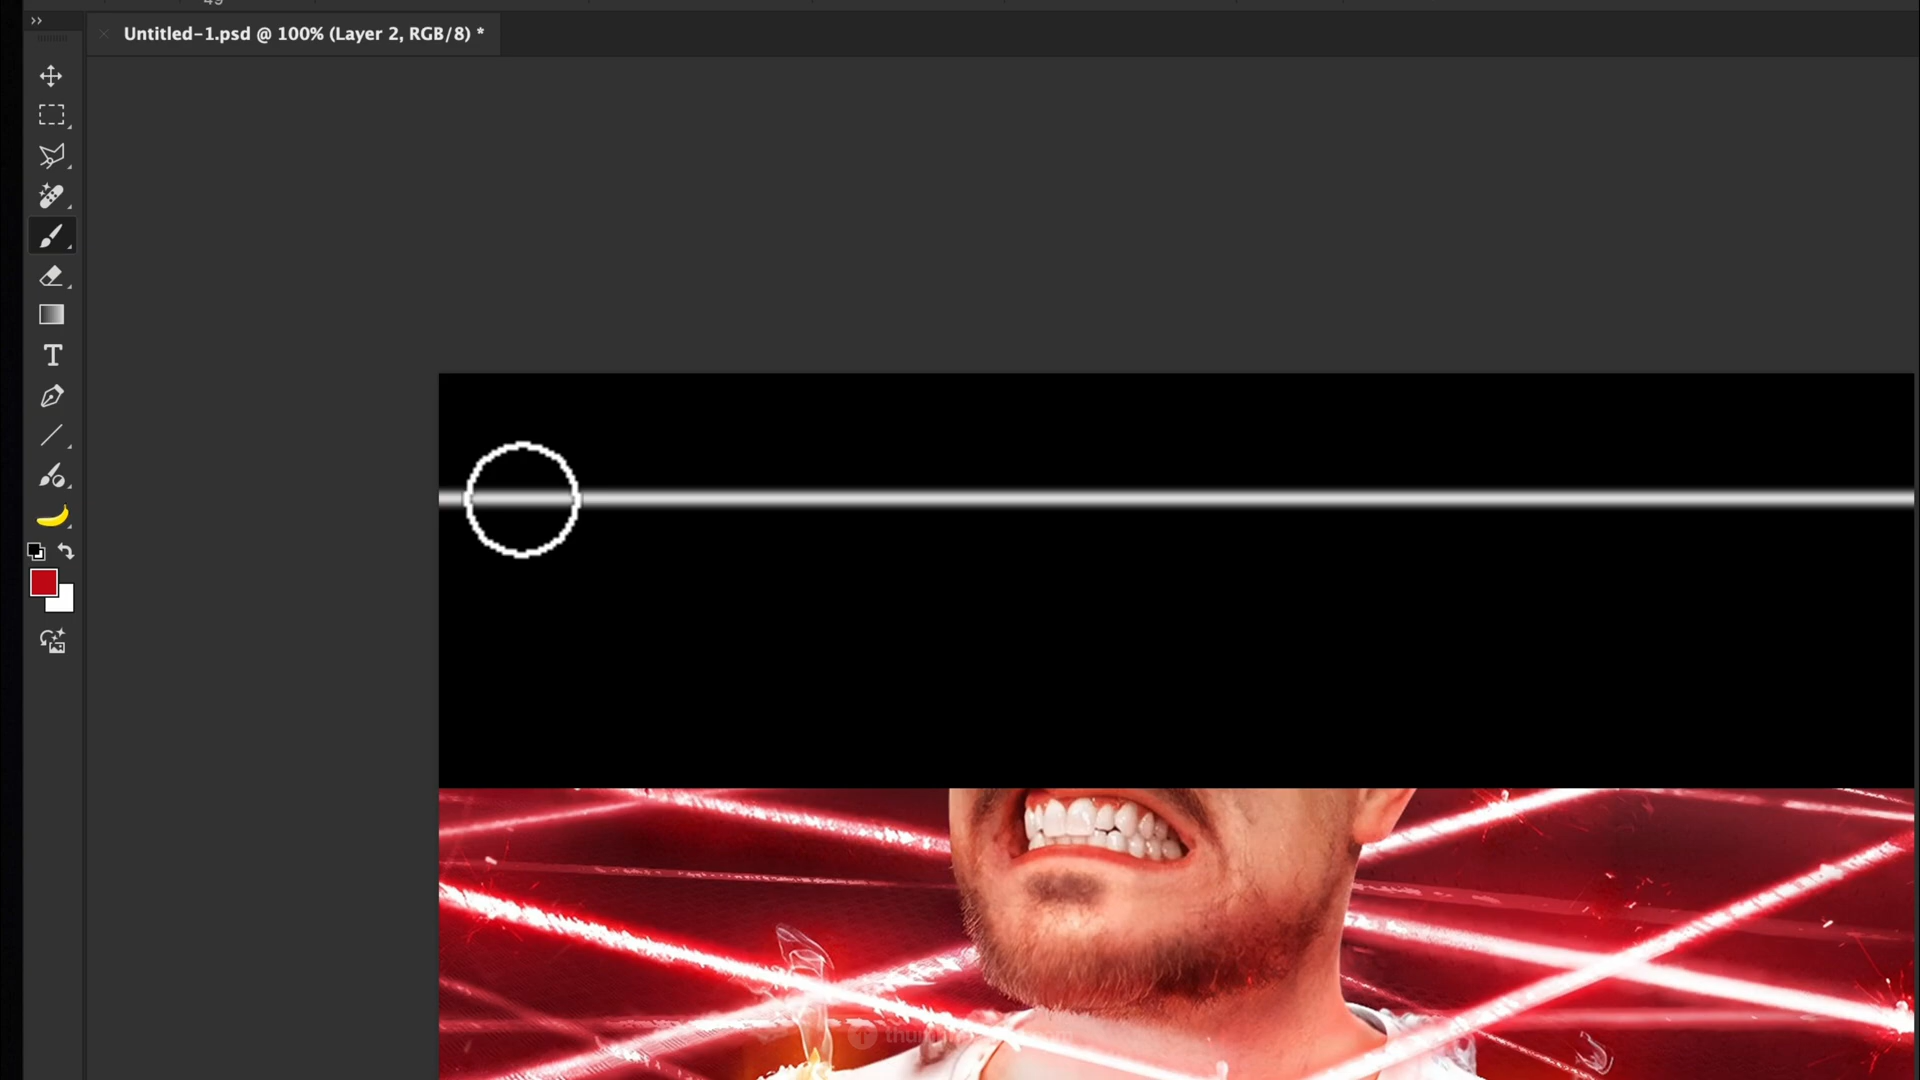 Untitled-1.psd @ 100% (Layer 2, RGB/8) *